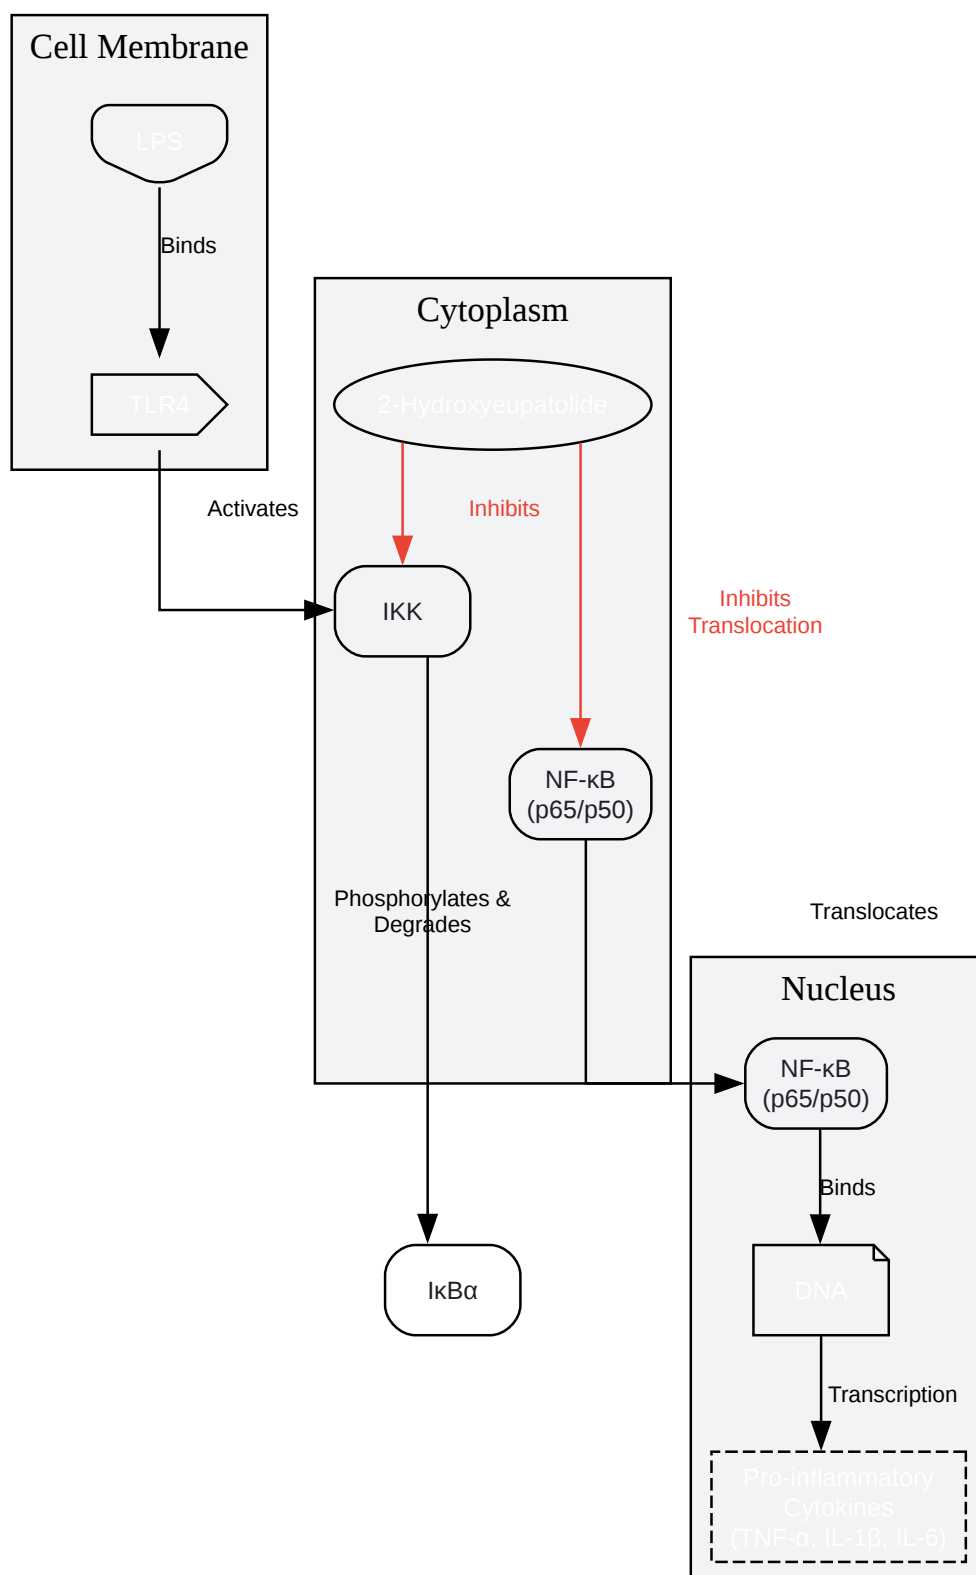 Cell Membrane
LPS
Binds
TLR4
Activates
Cytoplasm
2-Hydroxyeupatolide
Inhibits
IKK
Inhibits
Translocation
NF-κB
(p65/p50)
Phosphorylates &
Degrades
IκBα
Translocates
Nucleus
NF-κB
(p65/p50)
Binds
DNA
Transcription
Pro-inflammatory
Cytokines
(TNF-α, IL-1β, IL-6)